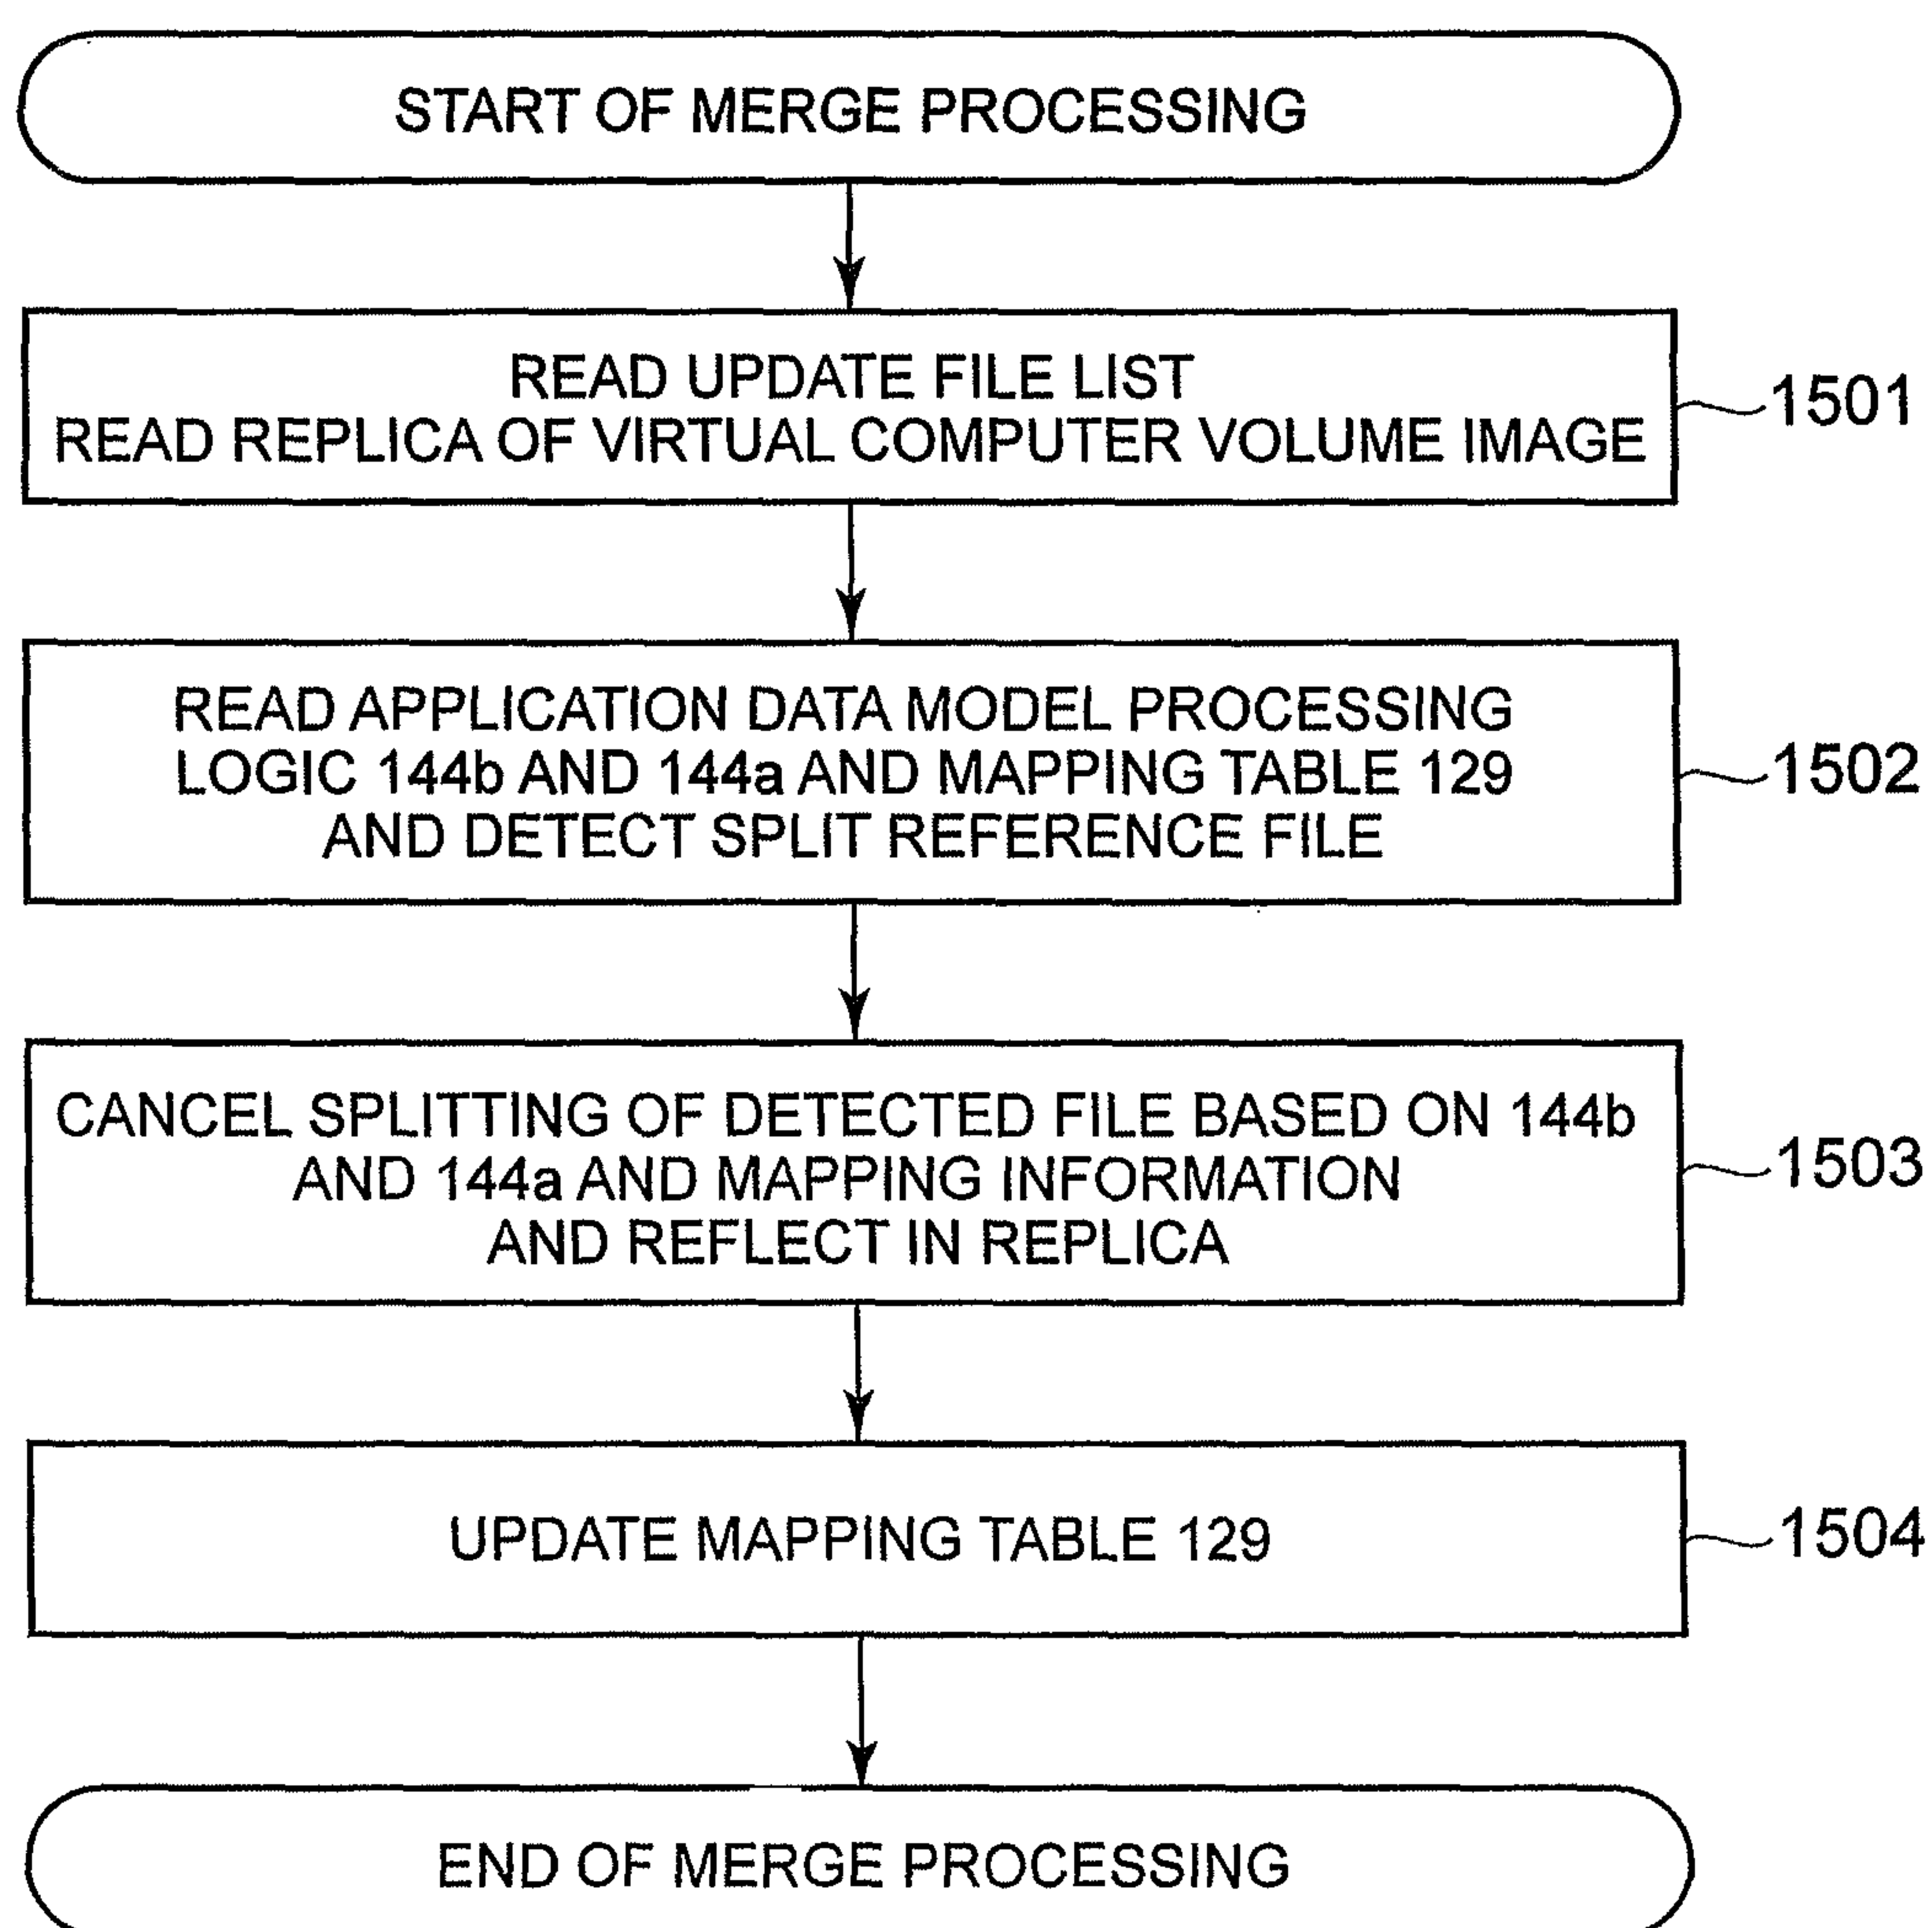 START OF MERGE PROCESSING
READ UPDATE FILE LIST
READ REPLICA OF VIRTUAL COMPUTER VOLUME IMAGE
1501
READ APPLICATION DATA MODEL PROCESSING
LOGIC 144b AND 144a AND MAPPING TABLE 129
AND DETECT SPLIT REFERENCE FILE
1502
CANCEL SPLITTING OF DETECTED FILE BASED ON 144b
AND 144a AND MAPPING INFORMATION
AND REFLECT IN REPLICA
1503
UPDATE MAPPING TABLE 129
1504
END OF MERGE PROCESSING